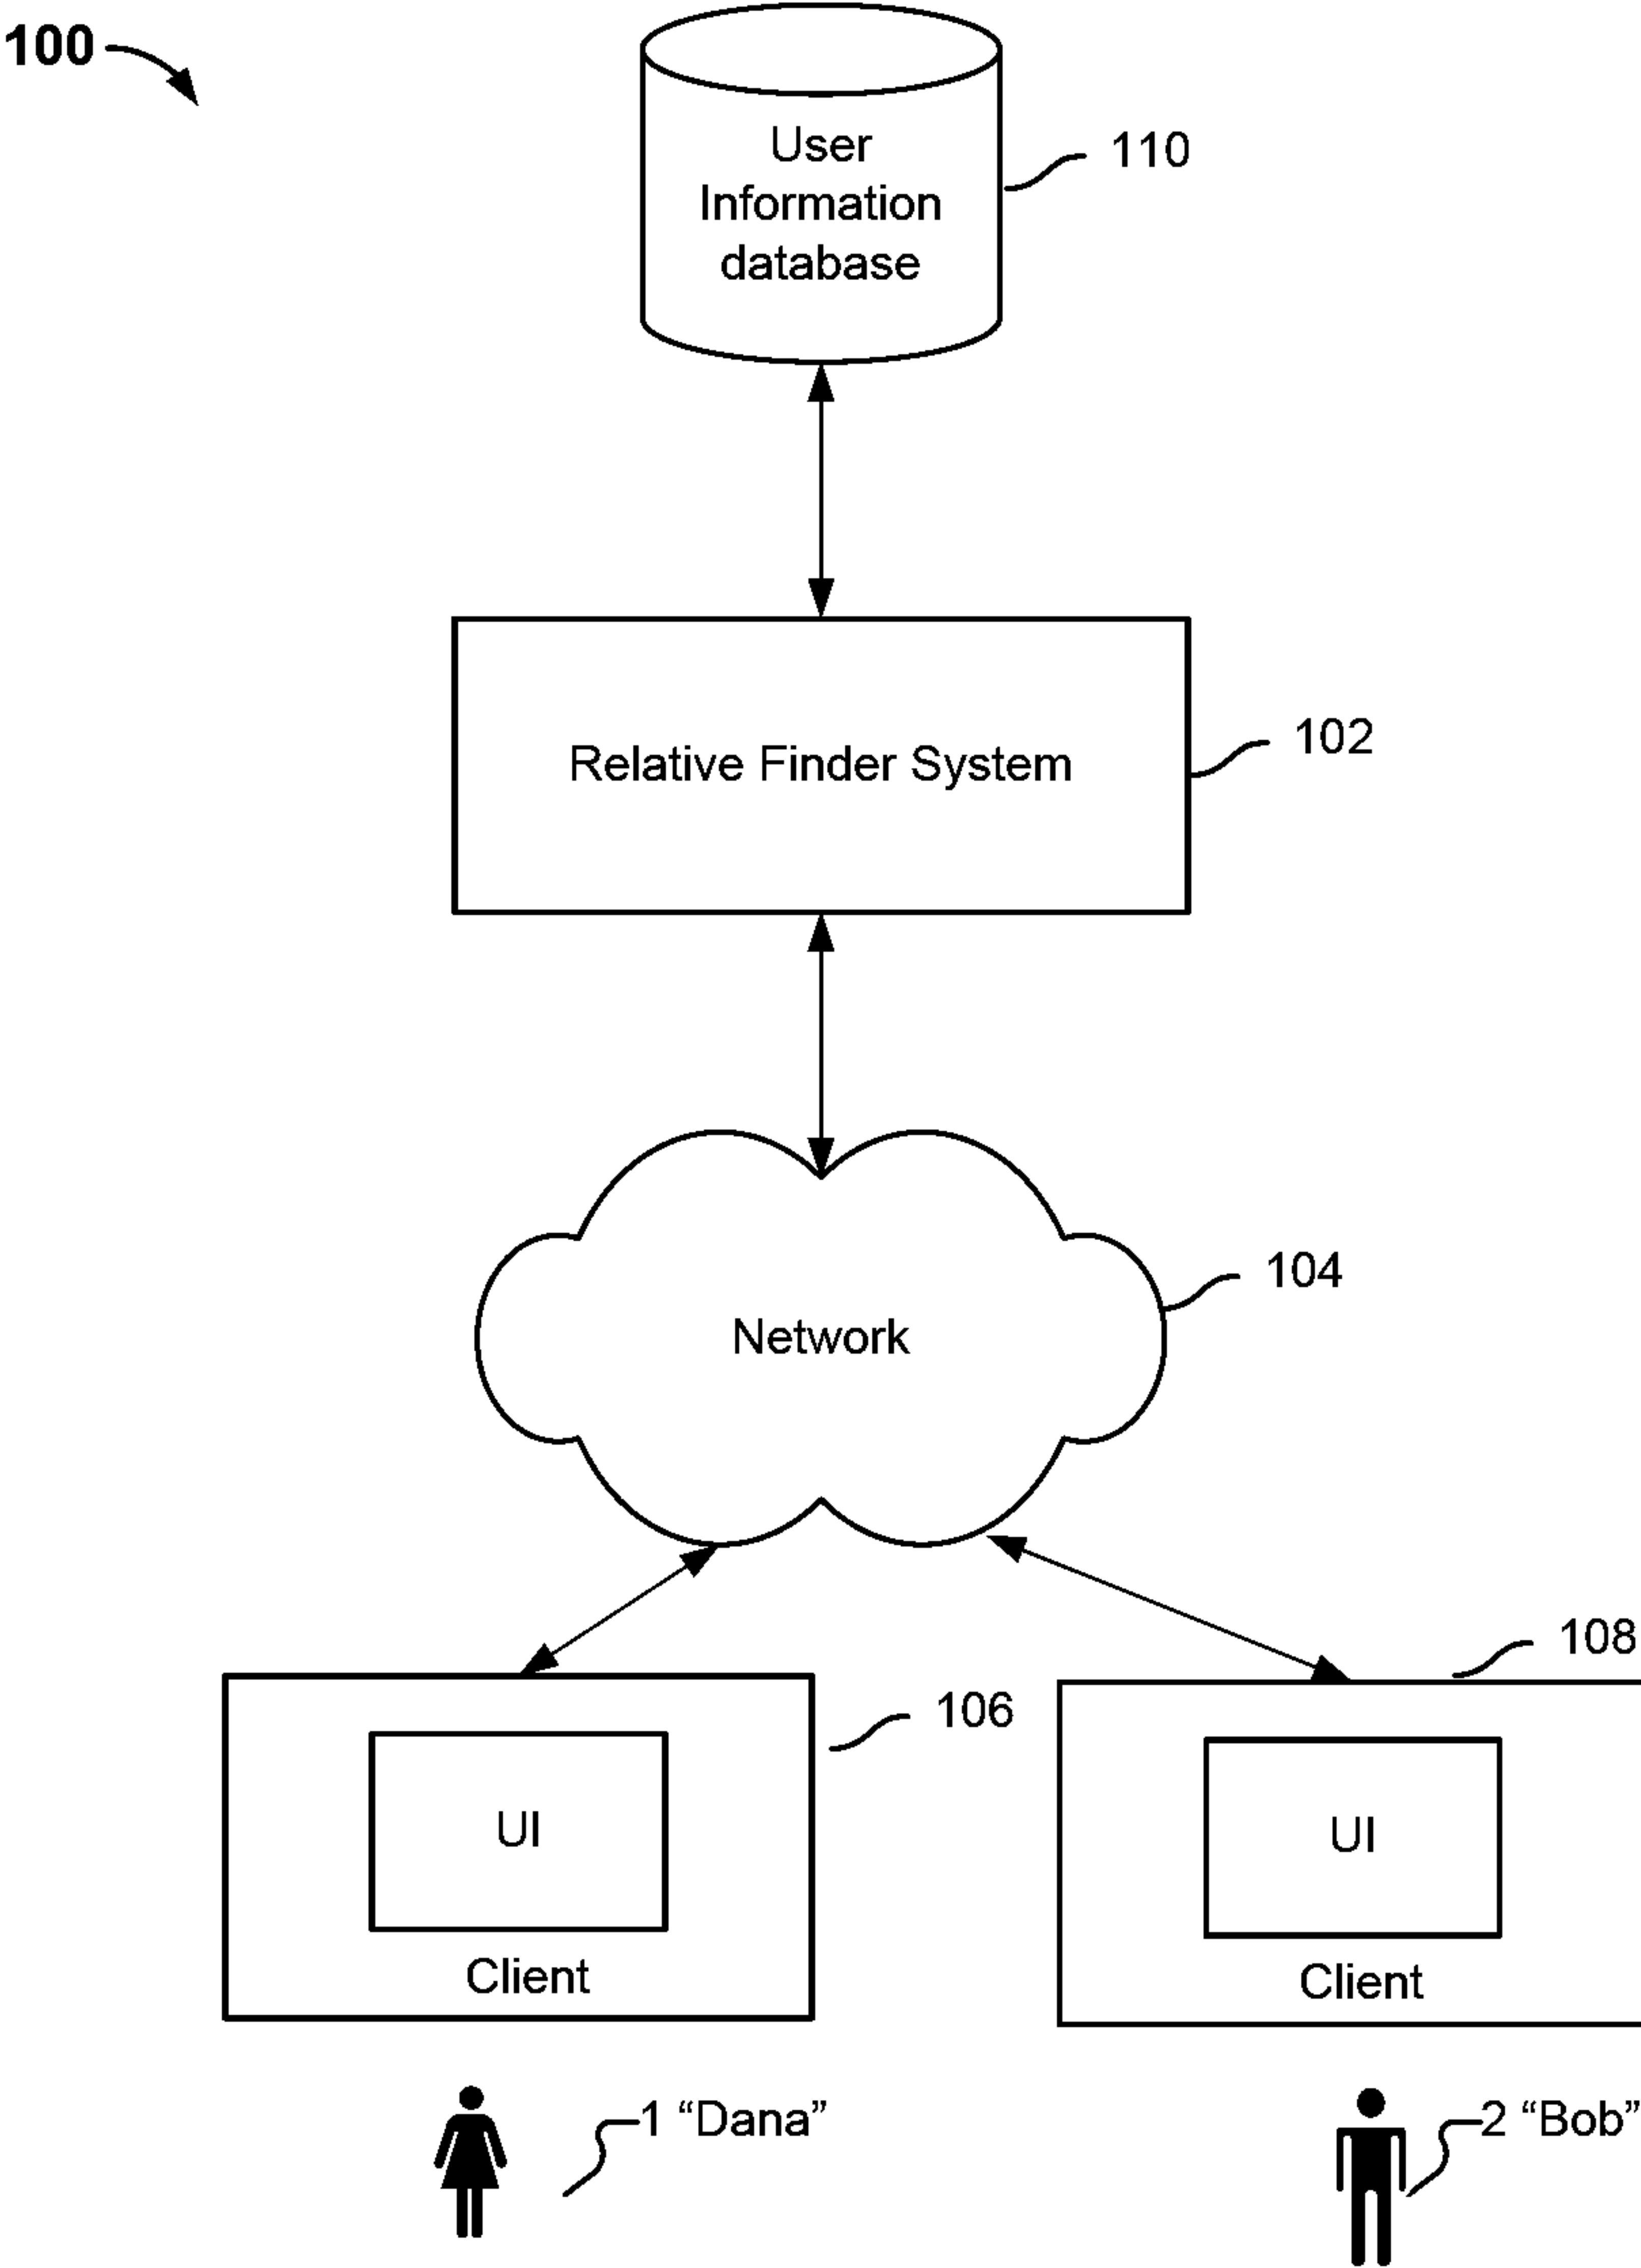 100
User
Information
database
110
Relative Finder System
102
104
Network
108
106
UI
UI
Client
Client
1 “Dana”
2 “Bob”